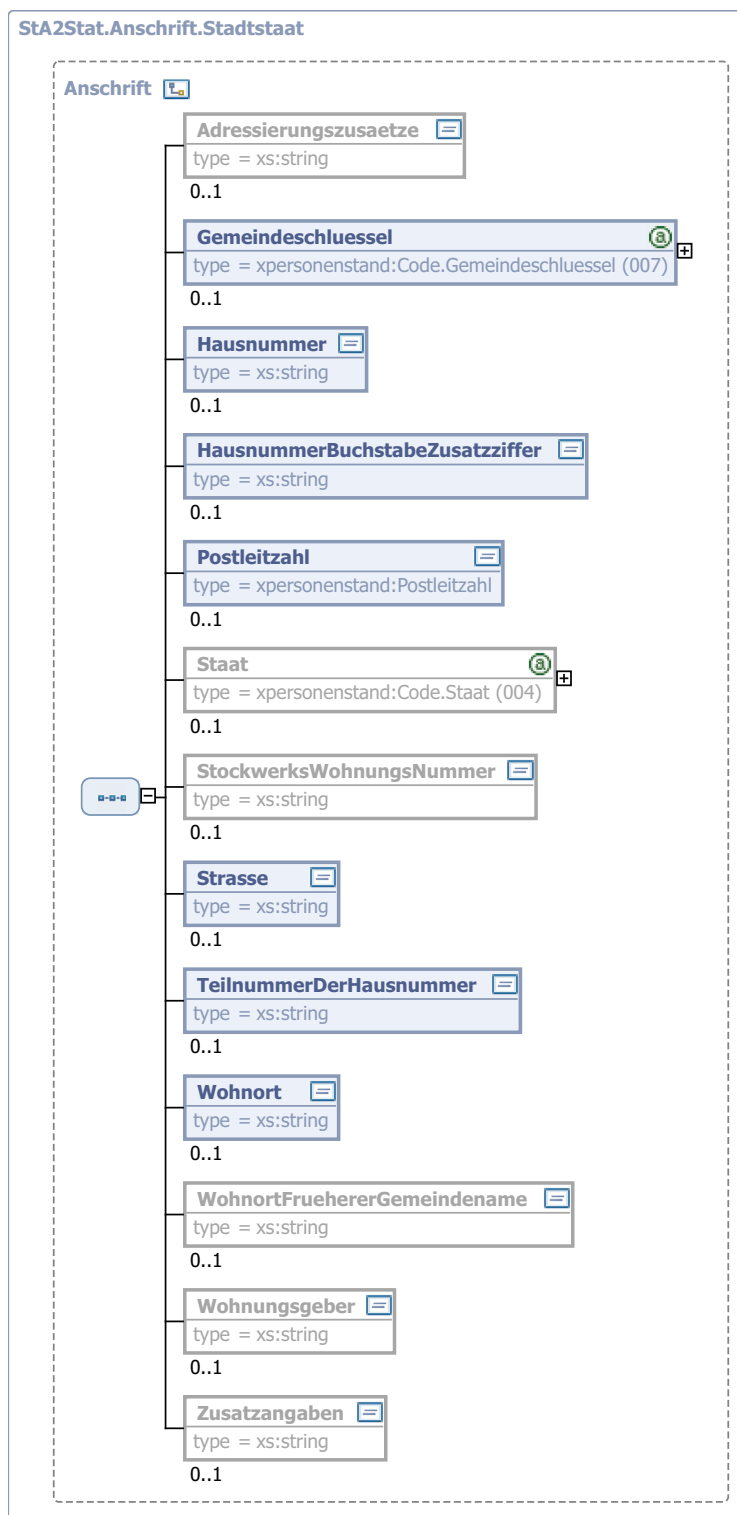 StA2Stat.Anschrift.Stadtstaat
Anschrift
Adressierungszusaetze
type = xs:string
0..1
Gemeindeschluessel
type = xpersonenstand:Code.Gemeindeschluessel (007)
0..1
Hausnummer
type = xs:string
0..1
HausnummerBuchstabeZusatzziffer
type = xs:string
0..1
Postleitzahl
type = xpersonenstand:Postleitzahl
0..1
Staat
type = xpersonenstand:Code.Staat (004)
0..1
StockwerksWohnungsNummer
type = xs:string
0..1
Strasse
type = xs:string
0..1
TeilnummerDerHausnummer
type = xs:string
0..1
Wohnort
type = xs:string
0..1
WohnortFruehererGemeindename
type = xs:string
0..1
Wohnungsgeber
type = xs:string
0..1
Zusatzangaben
type = xs:string
0..1